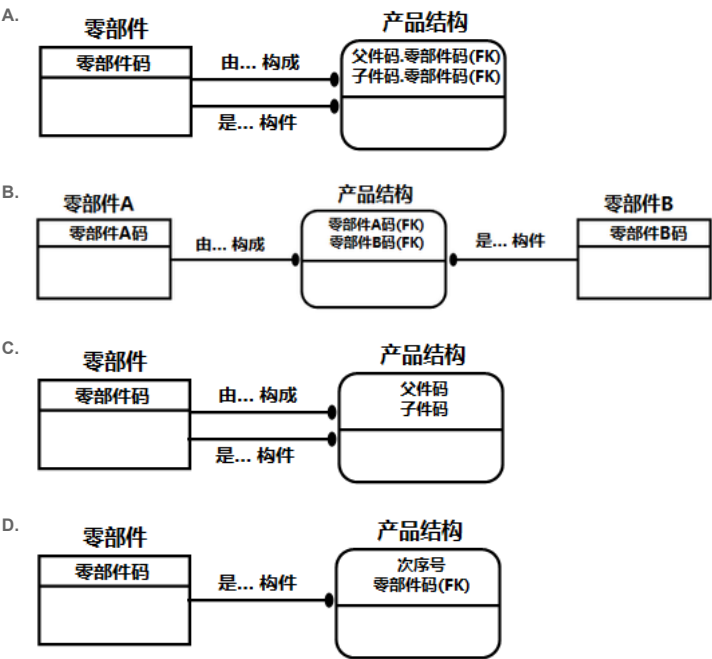 A.
零部件
产品结构
零部件码
由... 构成
父件码.零部件码(FK)
子件码.零部件码(FK)
是... 构件
B.
零部件A
产品结构
零部件B
零部件A码
零部件A码(FK)
零部件B码(FK)
零部件B码
由... 构成
是... 构件
C.
零部件
产品结构
零部件码
由... 构成
父件码
子件码
是... 构件
D.
零部件
产品结构
零部件码
是... 构件
次序号
零部件码(FK)